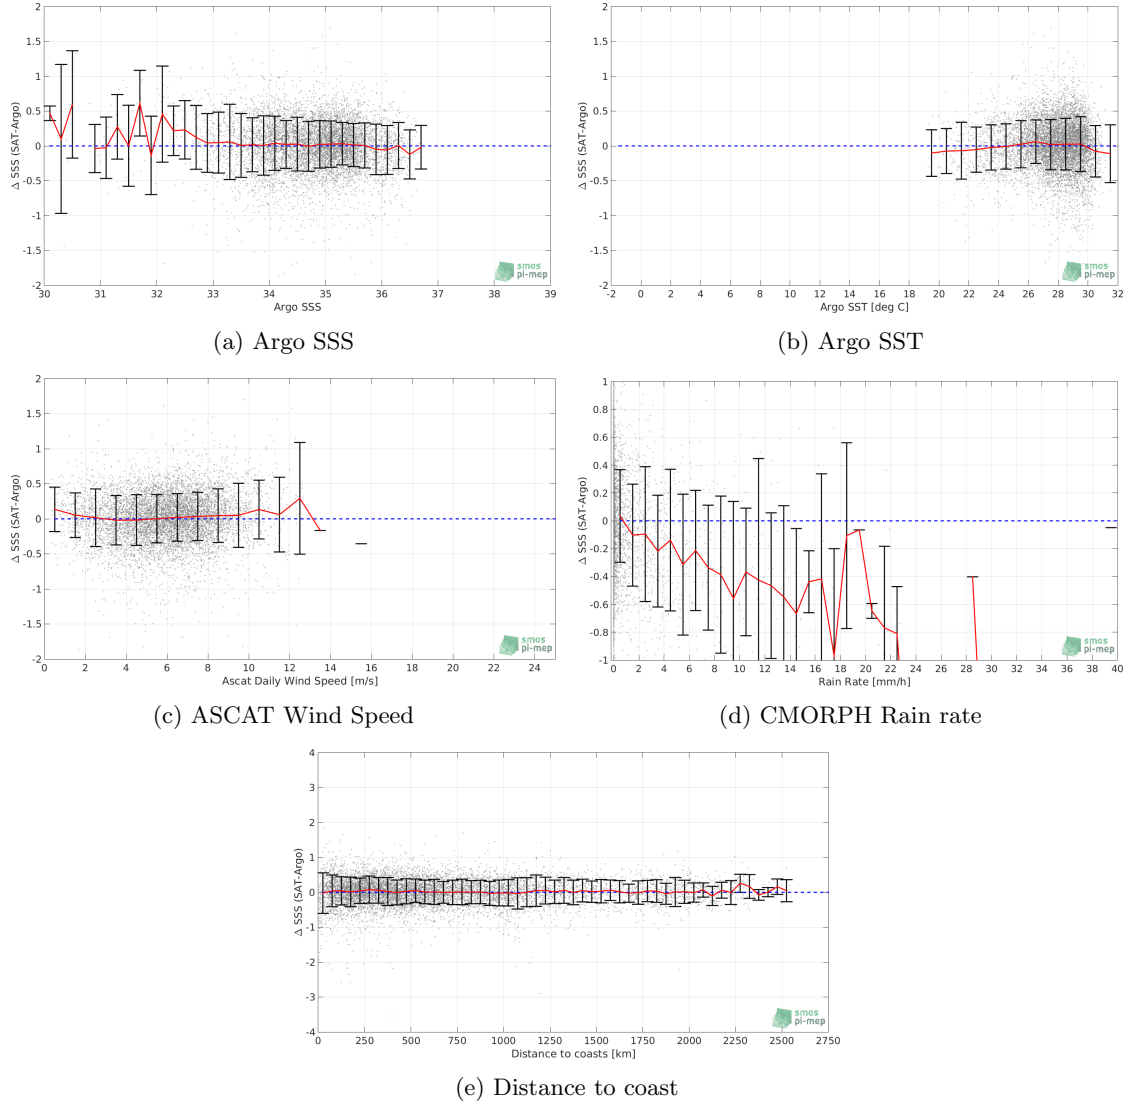 2
1.5
1
0.5
0
-0.5
-1
-1.5
-2
Δ SSS (SAT-Argo)
30 31 32 33 34 35 36 37 38 39
Argo SSS
smos
pi-mep
(a) Argo SSS
2
1.5
1
0.5
0
-0.5
-1
-1.5
-2
Δ SSS (SAT-Argo)
-2 0 2 4 6 8 10 12 14 16 18 20 22 24 26 28 30 32
Argo SST [deg C]
smos
pi-mep
(b) Argo SST
2
1.5
1
0.5
0
-0.5
-1
-1.5
-2
Δ SSS (SAT-Argo)
0 2 4 6 8 10 12 14 16 18 20 22 24
Ascat Daily Wind Speed [m/s]
smos
pi-mep
(c) ASCAT Wind Speed
1
0.8
0.6
0.4
0.2
0
-0.2
-0.4
-0.6
-0.8
-1
Δ SSS (SAT-Argo)
0 2 4 6 8 10 12 14 16 18 20 22 24 26 28 30 32 34 36 38 40
Rain Rate [mm/h]
smos
pi-mep
(d) CMORPH Rain rate
4
3
2
1
0
-1
-2
-3
-4
Δ SSS (SAT-Argo)
0 250 500 750 1000 1250 1500 1750 2000 2250 2500 2750
Distance to coasts [km]
smos
pi-mep
(e) Distance to coast